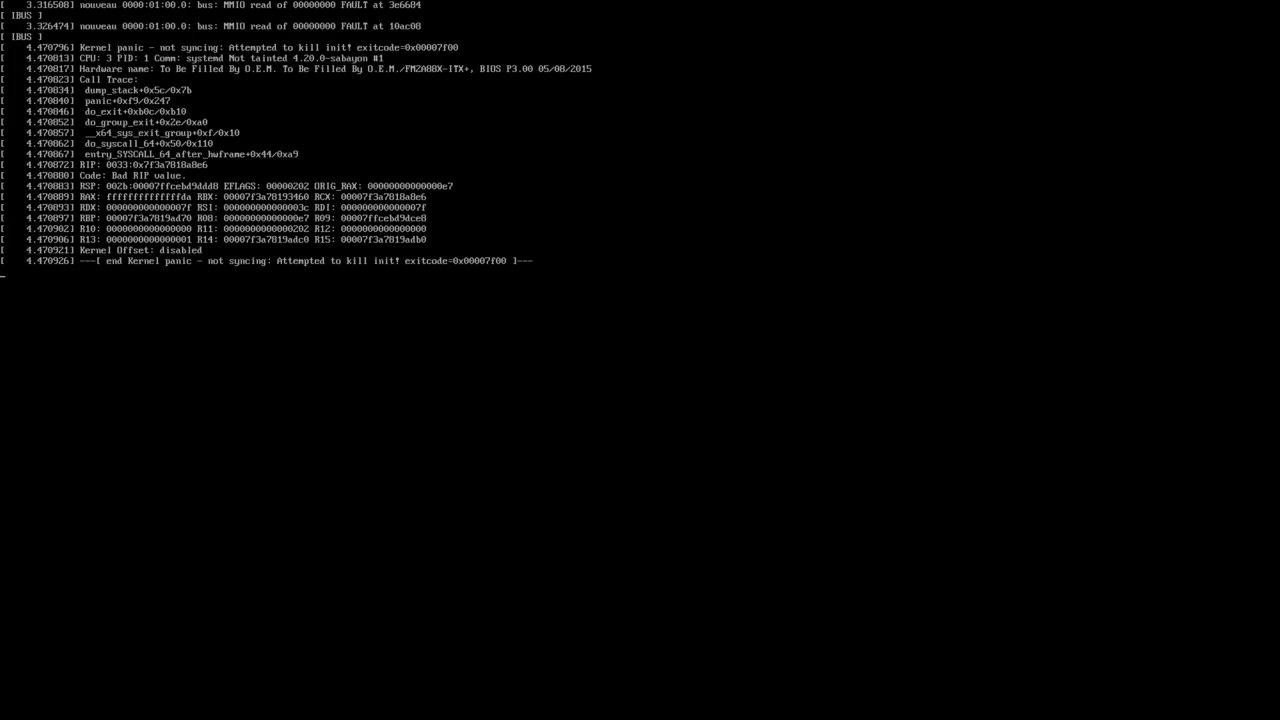 [    3.316508] nouveau 0000:01:00.0: bus: MMIO read of 00000000 FAULT at 3e6684
[ IBUS ]
[    3.326474] nouveau 0000:01:00.0: bus: MMIO read of 00000000 FAULT at 10ac08
[ IBUS ]
[    4.470796] Kernel panic - not syncing: Attempted to kill init! exitcode=0x00007f00
[    4.470813] CPU: 3 PID: 1 Comm: systemd Not tainted 4.20.0-sabayon #1
[    4.470817] Hardware name: To Be Filled By O.E.M. To Be Filled By O.E.M./FM2A88X-ITX+, BIOS P3.00 05/08/2015
[    4.470823] Call Trace:
[    4.470834]  dump_stack+0x5c/0x7b
[    4.470840]  panic+0xf9/0x247
[    4.470846]  do_exit+0xb0c/0xb10
[    4.470852]  do_group_exit+0x2e/0xa0
[    4.470857]  __x64_sys_exit_group+0xf/0x10
[    4.470862]  do_syscall_64+0x50/0x110
[    4.470867]  entry_SYSCALL_64_after_hwframe+0x44/0xa9
[    4.470872] RIP: 0033:0x7f3a7818a8e6
[    4.470880] Code: Bad RIP value.
[    4.470883] RSP: 002b:00007ffcebd9ddd8 EFLAGS: 00000202 ORIG_RAX: 00000000000000e7
[    4.470889] RAX: ffffffffffffffda RBX: 00007f3a78193460 RCX: 00007f3a7818a8e6
[    4.470893] RDX: 000000000000007f RSI: 000000000000003c RDI: 000000000000007f
[    4.470897] RBP: 00007f3a7819ad70 R08: 00000000000000e7 R09: 00007ffcebd9dce8
[    4.470902] R10: 0000000000000000 R11: 0000000000000202 R12: 0000000000000000
[    4.470906] R13: 0000000000000001 R14: 00007f3a7819adc0 R15: 00007f3a7819adb0
[    4.470921] Kernel Offset: disabled
[    4.470926] ---[ end Kernel panic - not syncing: Attempted to kill init! exitcode=0x00007f00 ]---